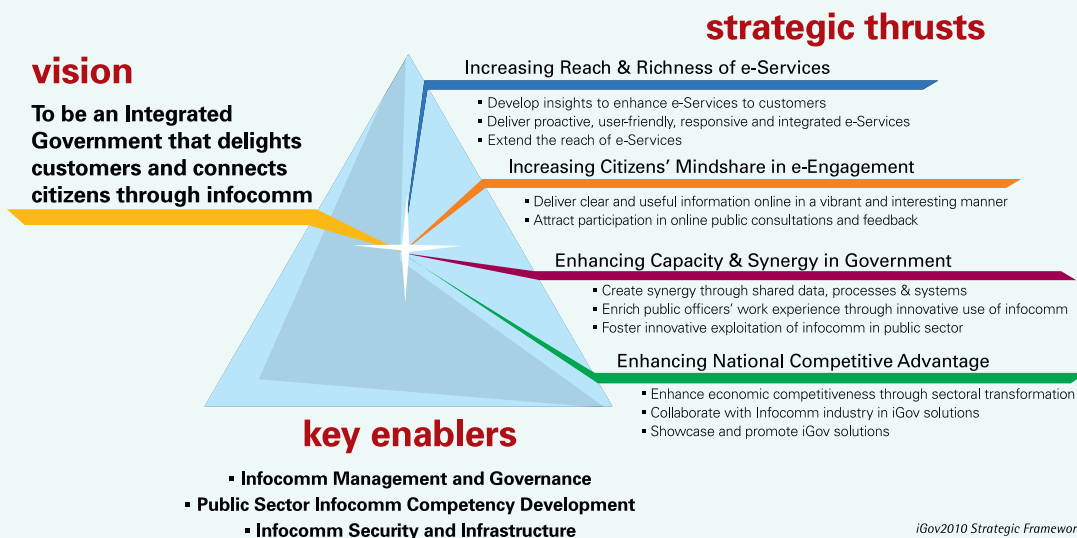 strategic thrusts
vision
To be an Integrated
Government that delights
customers and connects
citizens through infocomm
Increasing Reach & Richness of e-Services
▪ Develop insights to enhance e-Services to customers
▪ Deliver proactive, user-friendly, responsive and integrated e-Services
▪ Extend the reach of e-Services
Increasing Citizens’ Mindshare in e-Engagement
▪ Deliver clear and useful information online in a vibrant and interesting manner
▪ Attract participation in online public consultations and feedback
Enhancing Capacity & Synergy in Government
▪ Create synergy through shared data, processes & systems
▪ Enrich public officers’ work experience through innovative use of infocomm
▪ Foster innovative exploitation of infocomm in public sector
Enhancing National Competitive Advantage
▪ Enhance economic competitiveness through sectoral transformation
▪ Collaborate with Infocomm industry in iGov solutions
▪ Showcase and promote iGov solutions
key enablers
▪ Infocomm Management and Governance
▪ Public Sector Infocomm Competency Development
▪ Infocomm Security and Infrastructure
iGov2010 Strategic Framewor